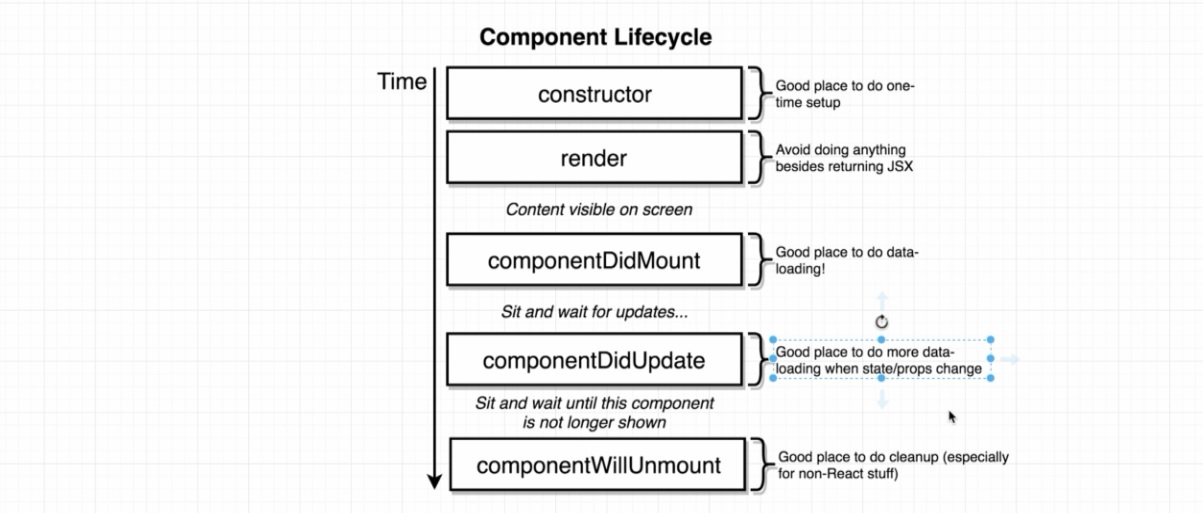 Component Lifecycle
Time
constructor
Good place to do one-
time setup
render
Avoid doing anything
besides returning JSX
Content visible on screen
componentDidMount
Good place to do data-
loading!
Sit and wait for updates...
componentDidUpdate
Good place to do more data-
loading when state/props change
Sit and wait until this component
is not longer shown
componentWillUnmount
Good place to do cleanup (especially
for non-React stuff)